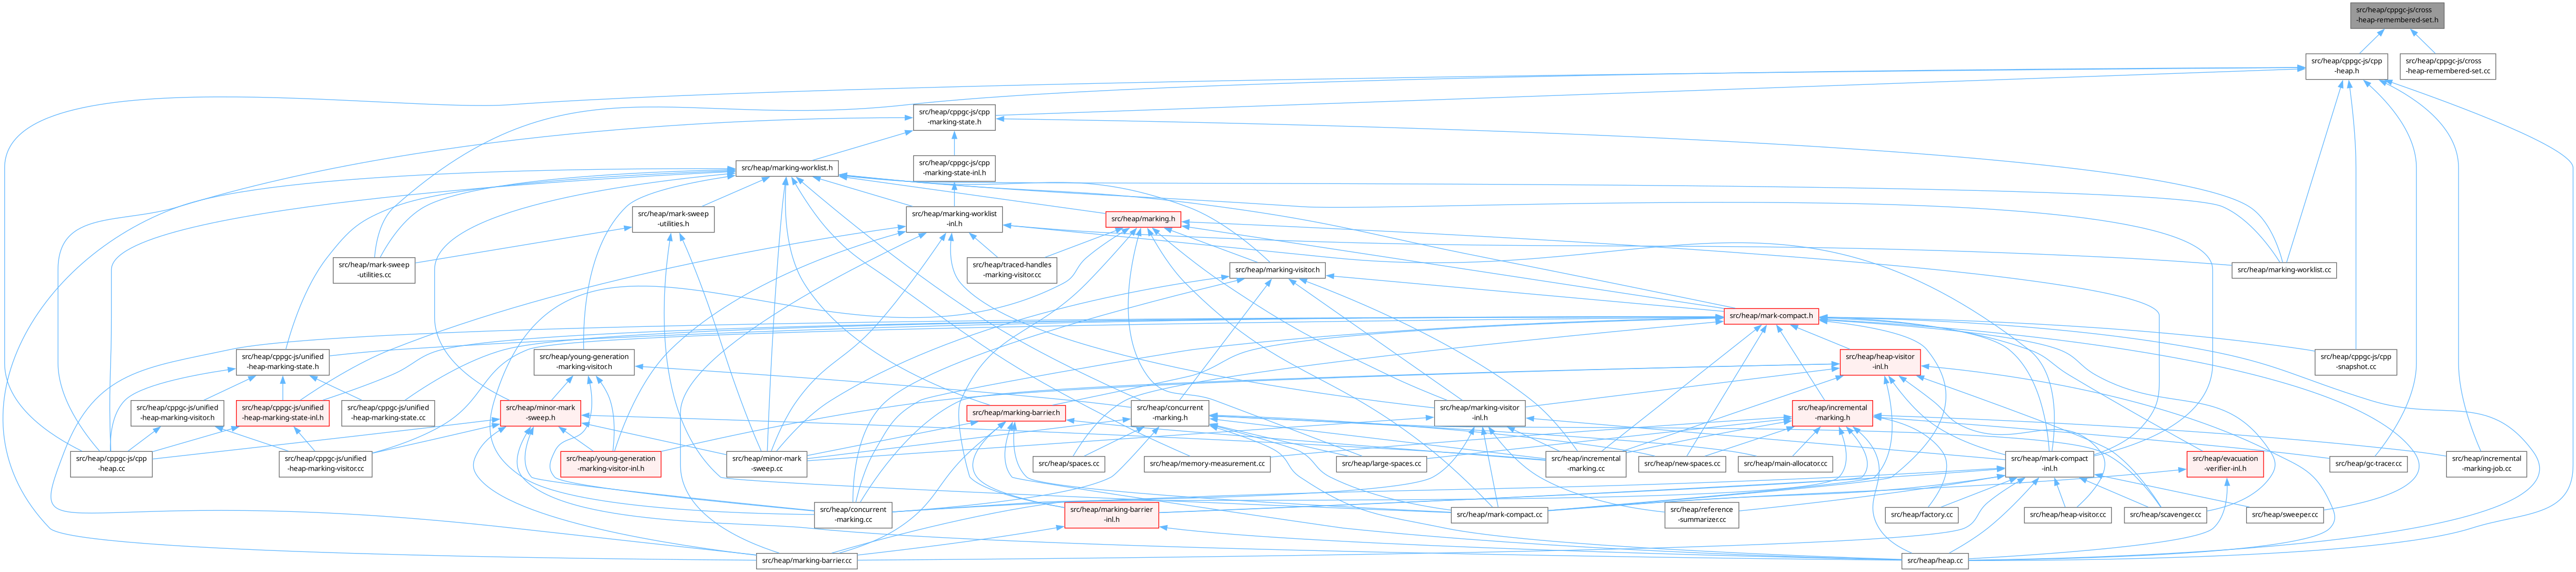 src/heap/cppgc-js/cross
-heap-remembered-set.h
src/heap/cppgc-js/cpp
-heap.h
src/heap/cppgc-js/cross
-heap-remembered-set.cc
src/heap/cppgc-js/cpp
-marking-state.h
src/heap/marking-worklist.h
src/heap/cppgc-js/cpp
-marking-state-inl.h
src/heap/mark-sweep
-utilities.h
src/heap/marking-worklist
-inl.h
src/heap/marking.h
src/heap/mark-sweep
-utilities.cc
src/heap/traced-handles
-marking-visitor.cc
src/heap/marking-visitor.h
src/heap/marking-worklist.cc
src/heap/mark-compact.h
src/heap/cppgc-js/unified
-heap-marking-state.h
src/heap/young-generation
-marking-visitor.h
src/heap/heap-visitor
-inl.h
src/heap/cppgc-js/cpp
-snapshot.cc
src/heap/cppgc-js/unified
-heap-marking-visitor.h
src/heap/cppgc-js/unified
-heap-marking-state-inl.h
src/heap/cppgc-js/unified
-heap-marking-state.cc
src/heap/minor-mark
-sweep.h
src/heap/marking-barrier.h
src/heap/concurrent
-marking.h
src/heap/marking-visitor
-inl.h
src/heap/incremental
-marking.h
src/heap/cppgc-js/cpp
-heap.cc
src/heap/cppgc-js/unified
-heap-marking-visitor.cc
src/heap/young-generation
-marking-visitor-inl.h
src/heap/minor-mark
-sweep.cc
src/heap/spaces.cc
src/heap/memory-measurement.cc
src/heap/large-spaces.cc
src/heap/incremental
-marking.cc
src/heap/new-spaces.cc
src/heap/main-allocator.cc
src/heap/mark-compact
-inl.h
src/heap/evacuation
-verifier-inl.h
src/heap/gc-tracer.cc
src/heap/incremental
-marking-job.cc
src/heap/concurrent
-marking.cc
src/heap/marking-barrier
-inl.h
src/heap/mark-compact.cc
src/heap/reference
-summarizer.cc
src/heap/factory.cc
src/heap/heap-visitor.cc
src/heap/scavenger.cc
src/heap/sweeper.cc
src/heap/marking-barrier.cc
src/heap/heap.cc